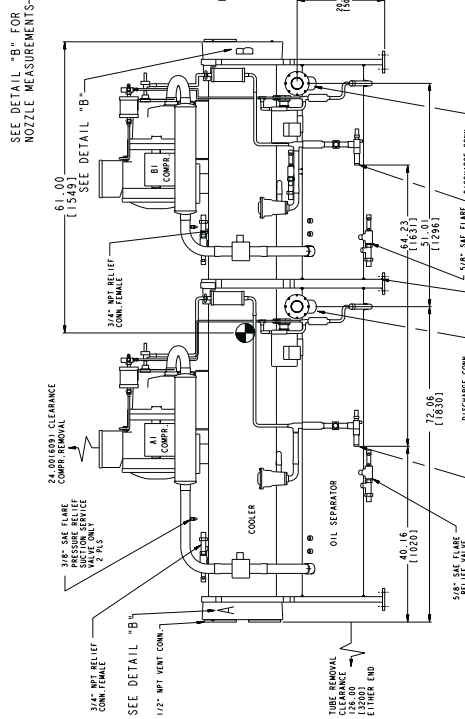 SEE DETAIL "B" FOR
NOZZLE MEASUREMENTS-
61.00
[1549]
SEE DETAIL "B"
B
B1
COMPR.
3/4" NPT RELIEF
CONN.FEMALE
24.00[609] CLEARANCE
COMPR.REMOVAL
A1
COMPR.
3/8" SAE FLARE
PRESSURE RELIEF
SUCTION SERVICE
VALVE ONLY
2 PLS
3/4" NPT RELIEF
CONN.FEMALE
SEE DETAIL "B"
A
1/2" NPT VENT CONN.
COOLER
OIL SEPARATOR
64.23
[1631]
51.01
[1296]
72.06
[1830]
40.16
[1020]
TUBE REMOVAL
CLEARANCE
126.00
[3200]
EITHER END
5/8" SAE FLARE
DISCHARGE CONN.
5/8" SAE FLARE
RELIEF VALVE